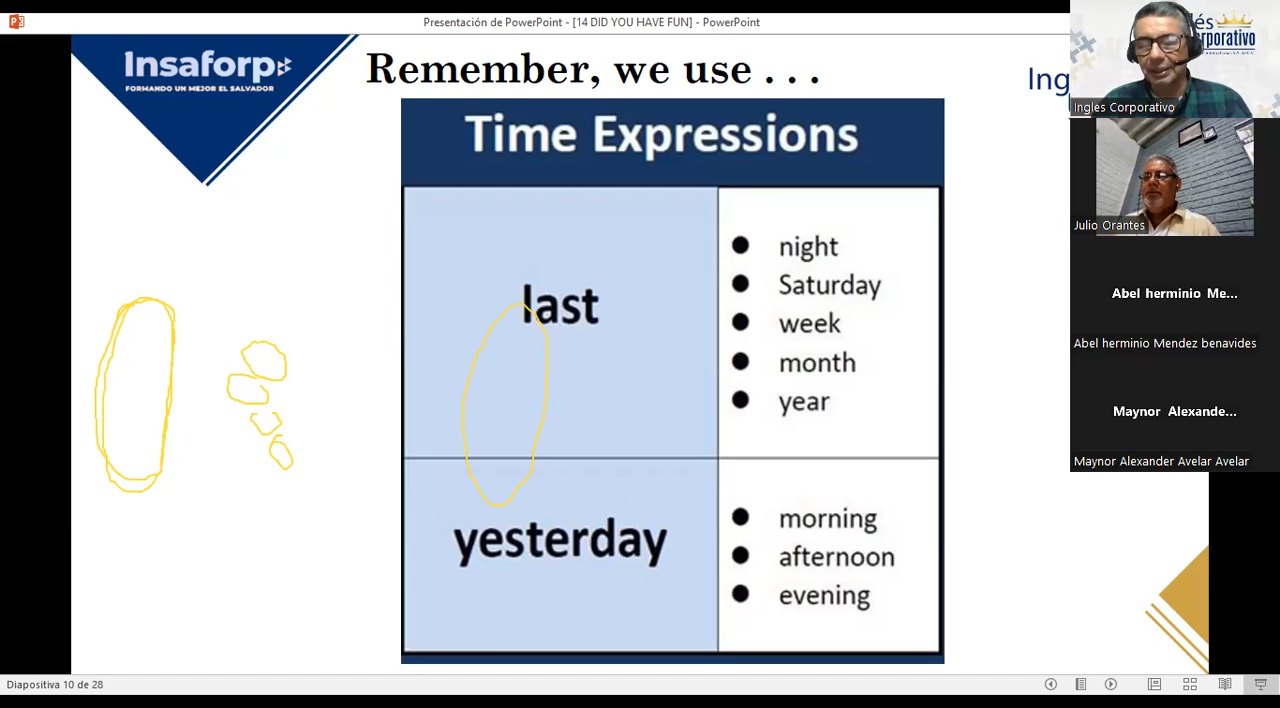 Presentación de PowerPoint - [14 DID YOU HAVE FUN] - PowerPoint
Insaforp
FORMANDO UN MEJOR EL SALVADOR
Remember, we use . . .
Ing
Time Expressions
last
night
Saturday
week
month
year
yesterday
morning
afternoon
evening
Ingles Corporativo
Julio Orantes
Abel herminio Me...
Abel herminio Mendez benavides
Maynor Alexande...
Maynor Alexander Avelar Avelar
Diapositiva 10 de 28